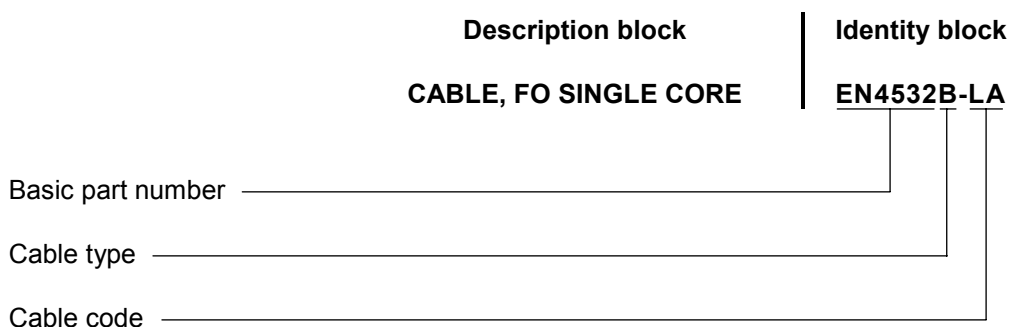 Description block Identity block
CABLE, FO SINGLE CORE EN4532B-LA
Basic part number
Cable type
Cable code